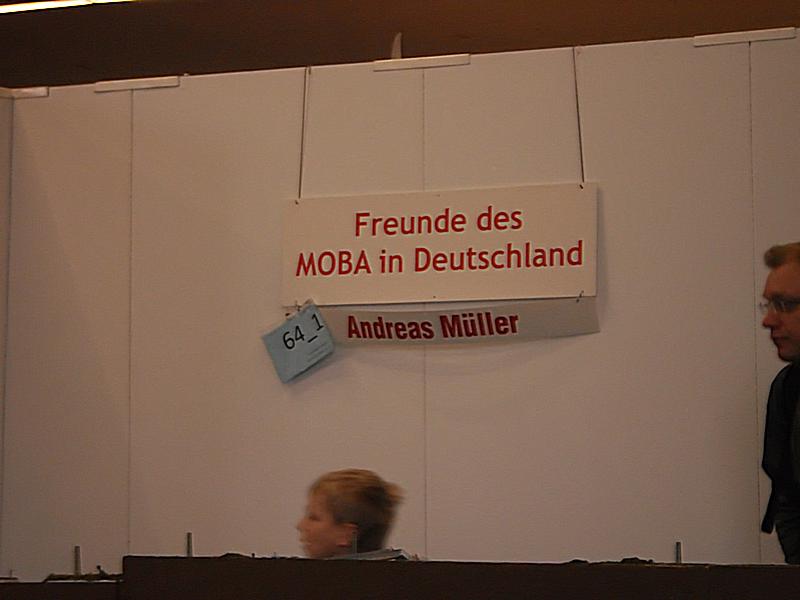 Freunde des
MOBA in Deutschland
Andreas Müller
64_1